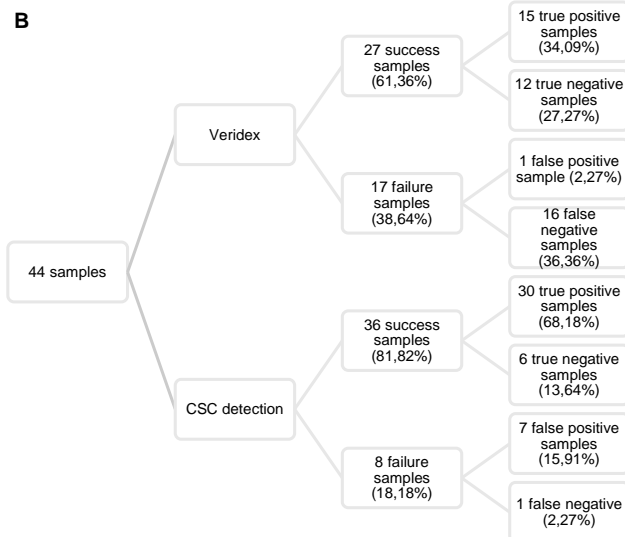 B
44 samples
Veridex
27 success
samples
(61,36%)
15 true positive
samples
(34,09%)
12 true negative
samples
(27,27%)
17 failure
samples
(38,64%)
1 false positive
sample (2,27%)
16 false
negative
samples
(36,36%)
CSC detection
36 success
samples
(81,82%)
30 true positive
samples
(68,18%)
6 true negative
samples
(13,64%)
8 failure
samples
(18,18%)
7 false positive
samples
(15,91%)
1 false negative
(2,27%)